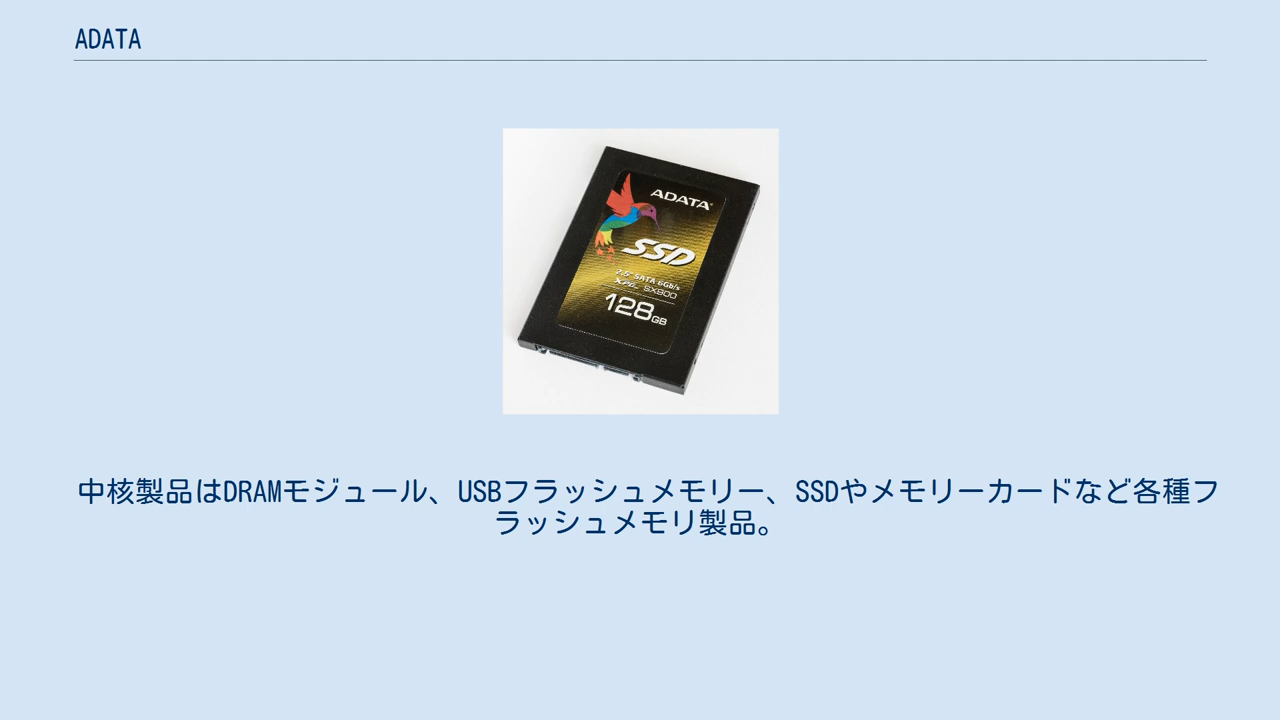 ADATA
ADATA
SSD
2.5" SATA 6Gb/s
XPG SX900
128GB
中核製品はDRAMモジュール、USBフラッシュメモリー、SSDやメモリーカードなど各種フ
ラッシュメモリ製品。